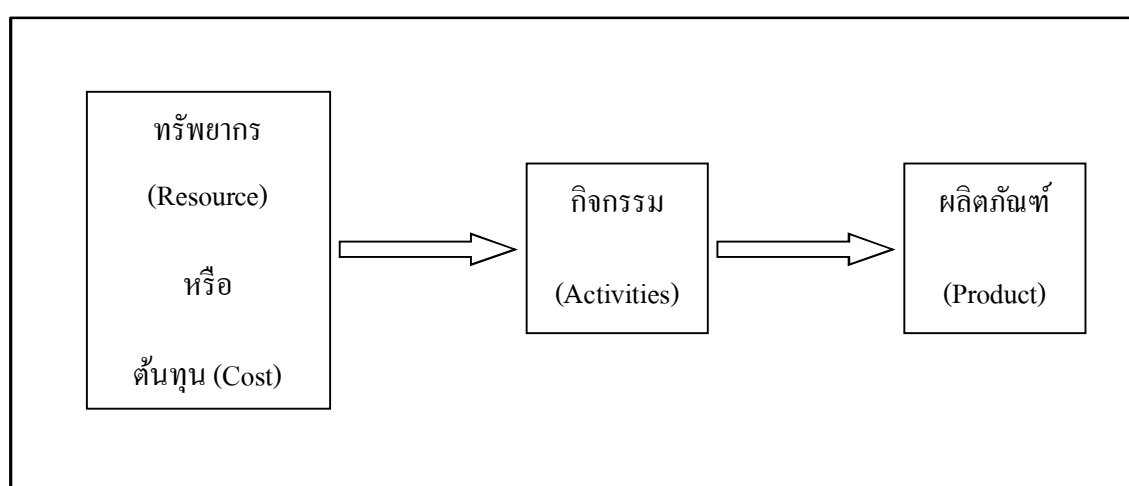 ทรัพยากร
(Resource)
หรือ
ต้นทุน (Cost)
กิจกรรม
(Activities)
ผลิตภัณฑ์
(Product)